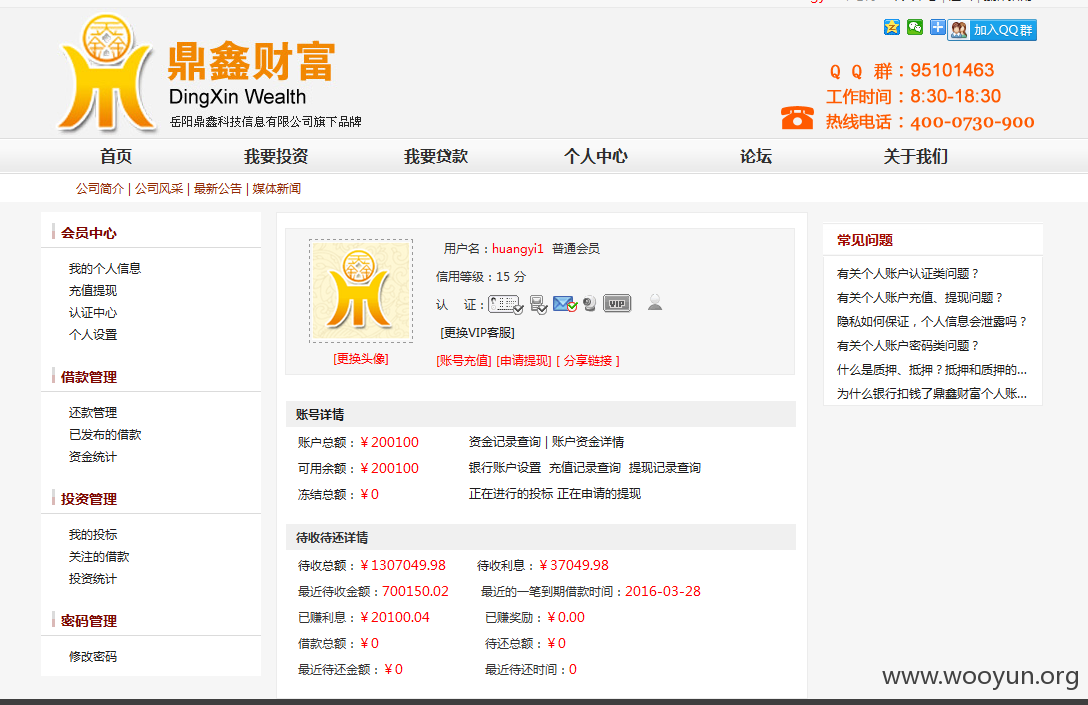 加入QQ群
鼎鑫财富
DingXin Wealth
岳阳鼎鑫科技信息有限公司旗下品牌
Q Q 群：95101463
工作时间：8:30-18:30
热线电话：400-0730-900
首页 我要投资 我要贷款 个人中心 论坛 关于我们
公司简介 | 公司风采 | 最新公告 | 媒体新闻
会员中心
我的个人信息
充值提现
认证中心
个人设置
借款管理
还款管理
已发布的借款
资金统计
投资管理
我的投标
关注的借款
投资统计
密码管理
修改密码
[更换头像]
用户名：huangyi1 普通会员
信用等级：15 分
认 证： VIP
[更换VIP客服]
[账号充值] [申请提现] [ 分享链接 ]
账号详情
账户总额：￥200100 资金记录查询 | 账户资金详情
可用余额：￥200100 银行账户设置 充值记录查询 提现记录查询
冻结总额：￥0 正在进行的投标 正在申请的提现
待收待还详情
待收总额：￥1307049.98 待收利息：￥37049.98
最近待收金额：700150.02 最近的一笔到期借款时间：2016-03-28
已赚利息：￥20100.04 已赚奖励：￥0.00
借款总额：￥0 待还总额：￥0
最近待还金额：￥0 最近待还时间：0
常见问题
有关个人账户认证类问题？
有关个人账户充值、提现问题？
隐私如何保证，个人信息会泄露吗？
有关个人账户密码类问题？
什么是质押、抵押？抵押和质押的...
为什么银行扣钱了鼎鑫财富个人账...
www.wooyun.org